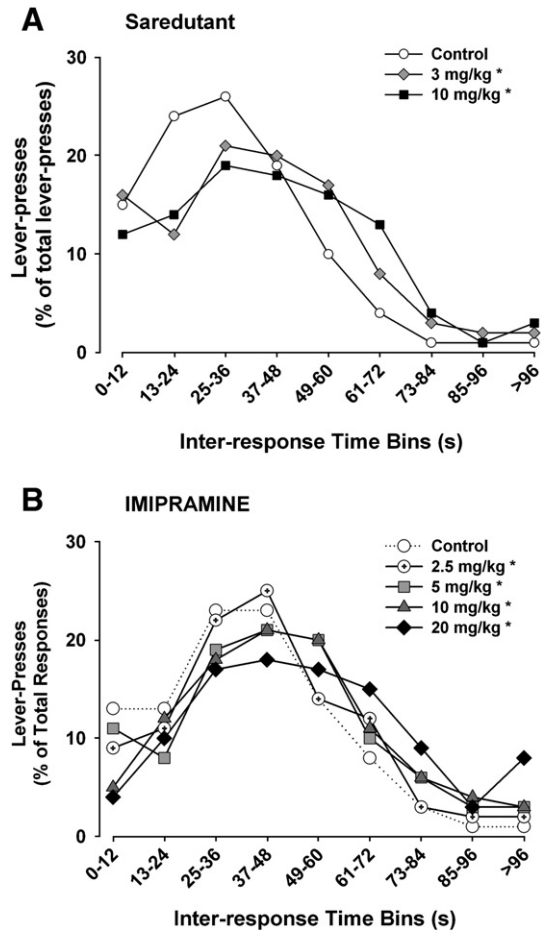 A Saredutant
Control
3 mg/kg *
10 mg/kg *
Lever-presses
(% of total lever-presses)
30
20
10
0
0-12 13-24 25-36 37-48 49-60 61-72 73-84 85-96 >96
Inter-response Time Bins (s)
B IMIPRAMINE
Control
2.5 mg/kg *
5 mg/kg *
10 mg/kg *
20 mg/kg *
Lever-Presses
(% of Total Responses)
30
20
10
0
0-12 13-24 25-36 37-48 49-60 61-72 73-84 85-96 >96
Inter-response Time Bins (s)